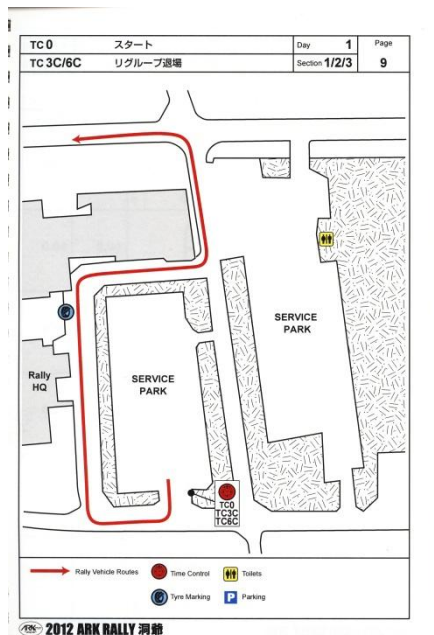 TC 0 スタート Day 1 Page
TC 3C/6C リグループ退場 Section 1/2/3 9
SERVICE
PARK
Rally
HQ
SERVICE
PARK
TC0
TC3C
TC6C
Rally Vehicle Routes Time Control Toilets
Tyre Marking P Parking
ARK 2012 ARK RALLY 洞爺